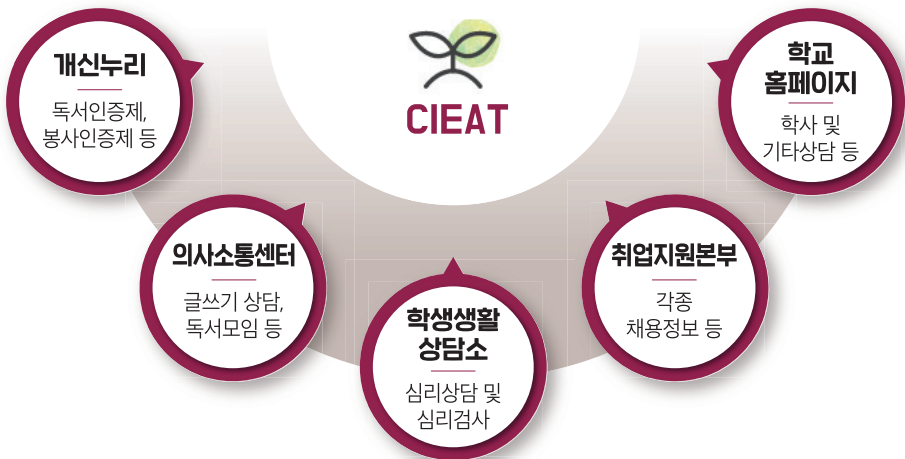 CIEAT
개신누리
독서인증제,
봉사인증제 등
의사소통센터
글쓰기 상담,
독서모임 등
학생생활
상담소
심리상담 및
심리검사
취업지원본부
각종
채용정보 등
학교
홈페이지
학사 및
기타상담 등